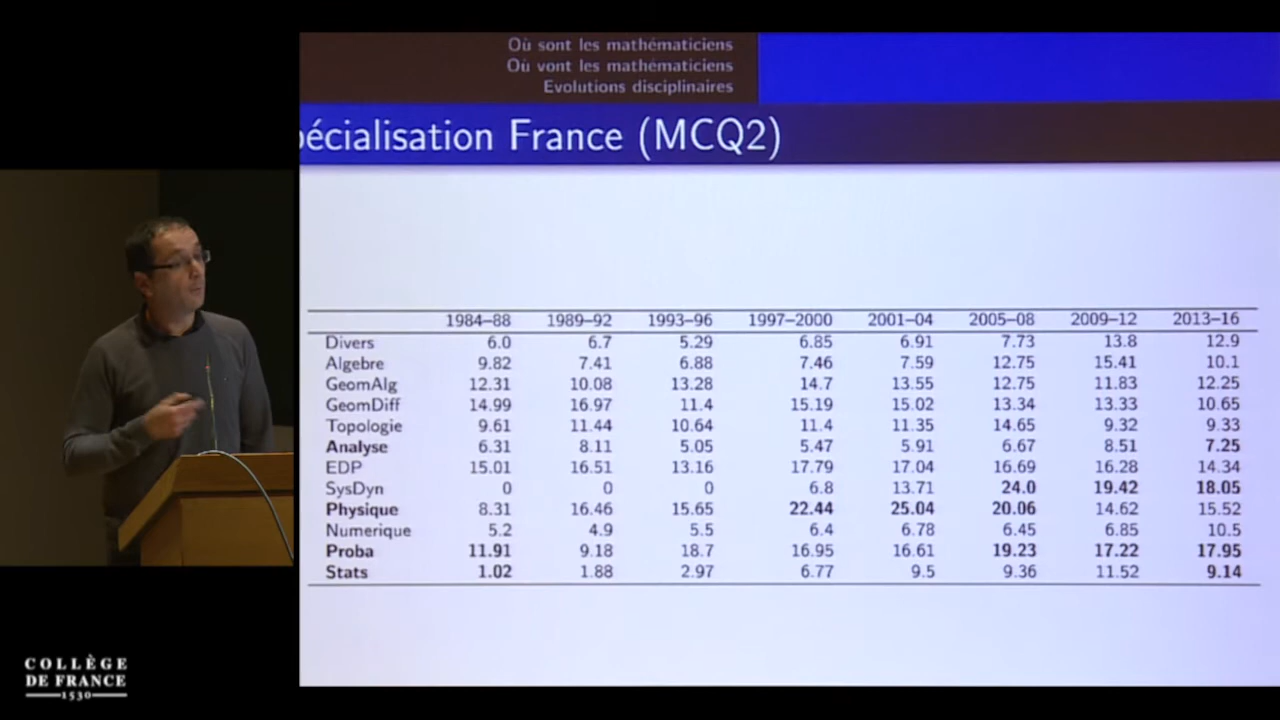 Où sont les mathématiciens
Où vont les mathématiciens
Evolutions disciplinaires
pécialisation France (MCQ2)
1984–88 1989–92 1993–96 1997–2000 2001–04 2005–08 2009–12 2013–16
Divers 6.0 6.7 5.29 6.85 6.91 7.73 13.8 12.9
Algebre 9.82 7.41 6.88 7.46 7.59 12.75 15.41 10.1
GeomAlg 12.31 10.08 13.28 14.7 13.55 12.75 11.83 12.25
GeomDiff 14.99 16.97 11.4 15.19 15.02 13.34 13.33 10.65
Topologie 9.61 11.44 10.64 11.4 11.35 14.65 9.32 9.33
Analyse 6.31 8.11 5.05 5.47 5.91 6.67 8.51 7.25
EDP 15.01 16.51 13.16 17.79 17.04 16.69 16.28 14.34
SysDyn 0 0 0 6.8 13.71 24.0 19.42 18.05
Physique 8.31 16.46 15.65 22.44 25.04 20.06 14.62 15.52
Numerique 5.2 4.9 5.5 6.4 6.78 6.45 6.85 10.5
Proba 11.91 9.18 18.7 16.95 16.61 19.23 17.22 17.95
Stats 1.02 1.88 2.97 6.77 9.5 9.36 11.52 9.14
COLLÈGE
DE FRANCE
1530